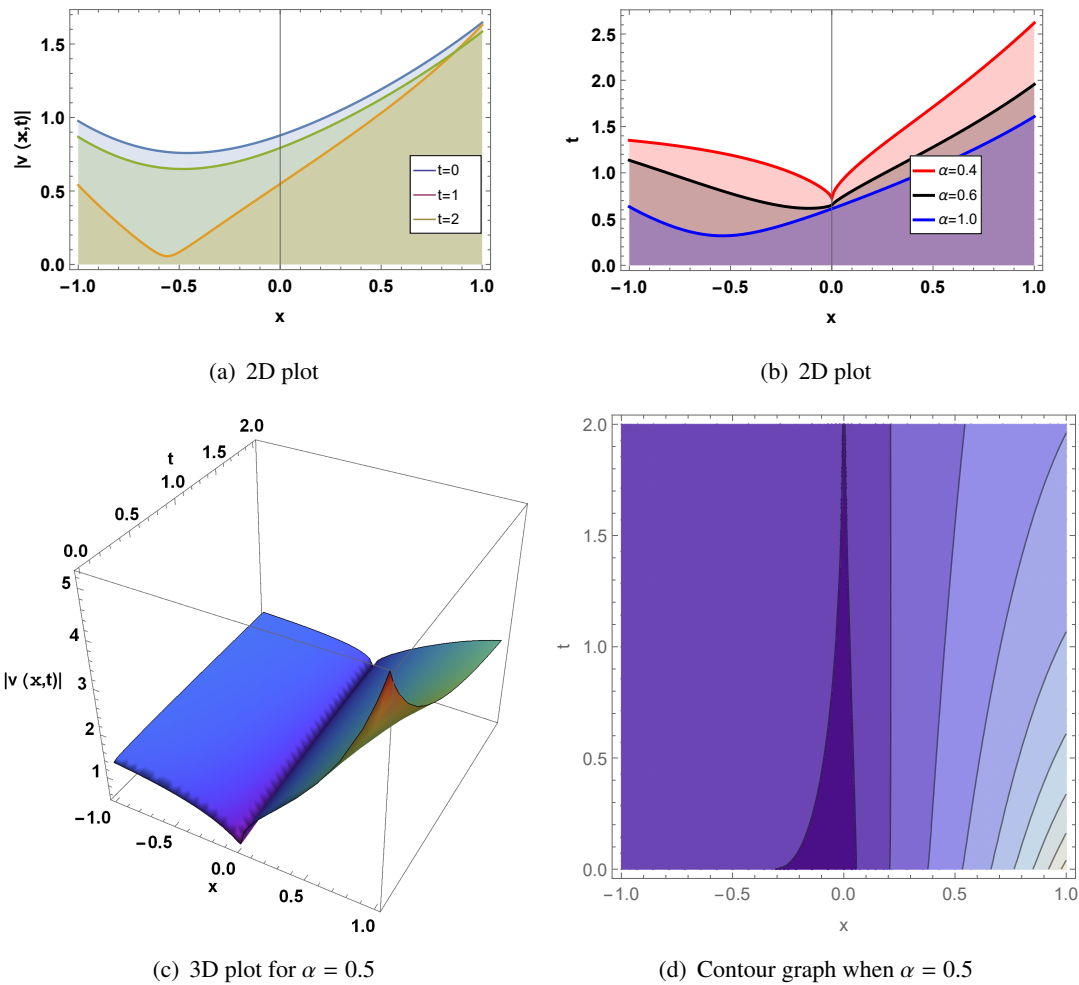 |v (x,t)|
1.5
1.0
0.5
0.0
−1.0 −0.5 0.0 0.5 1.0
x
t=0
t=1
t=2
(a) 2D plot
t
2.5
2.0
1.5
1.0
0.5
0.0
−1.0 −0.5 0.0 0.5 1.0
x
α=0.4
α=0.6
α=1.0
(b) 2D plot
2.0
1.5
t
1.0
0.5
0.0
5
4
|v (x,t)|
3
2
1
−1.0
−0.5
0.0
x
0.5
1.0
(c) 3D plot for α = 0.5
2.0
1.5
t
1.0
0.5
0.0
-1.0 -0.5 0.0 0.5 1.0
x
(d) Contour graph when α = 0.5